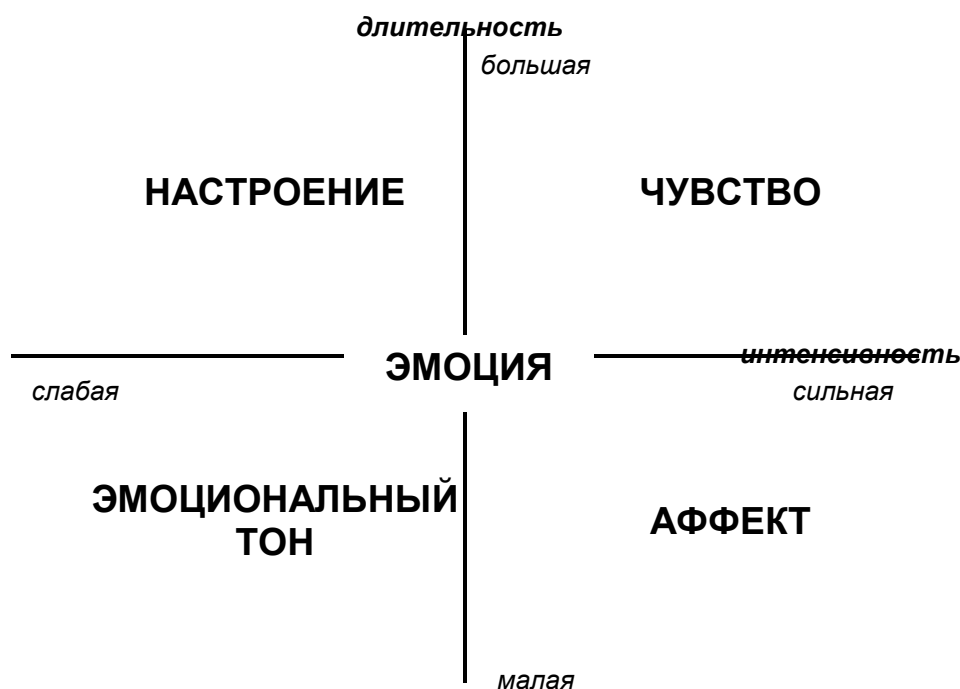 длительность
большая
НАСТРОЕНИЕ
ЧУВСТВО
ЭМОЦИЯ
интенсивность
слабая
сильная
ЭМОЦИОНАЛЬНЫЙ
ТОН
АФФЕКТ
малая